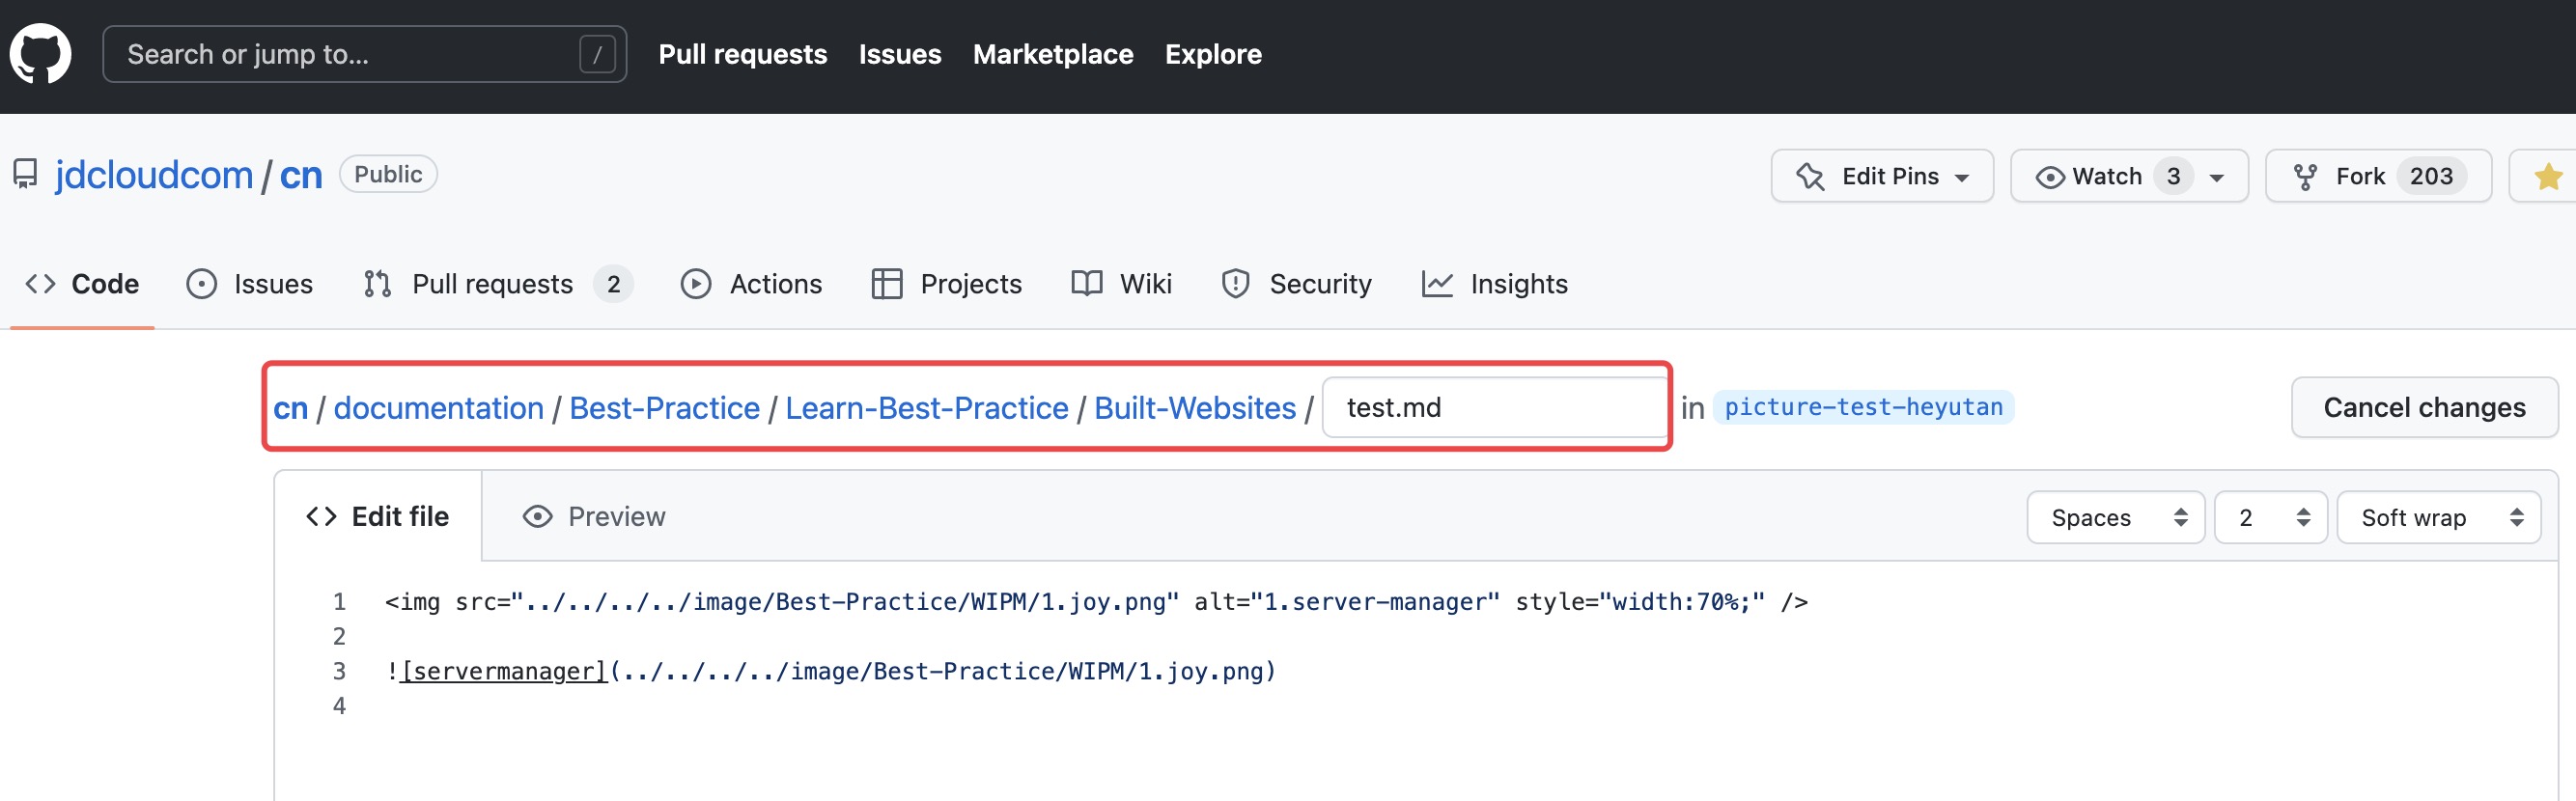 Search or jump to... / Pull requests Issues Marketplace Explore
jdcloudcom / cn Public Edit Pins Watch 3 Fork 203
Code Issues Pull requests 2 Actions Projects Wiki Security Insights
cn / documentation / Best-Practice / Learn-Best-Practice / Built-Websites / test.md in picture-test-heyutan Cancel changes
Edit file Preview Spaces 2 Soft wrap
1 <img src="../../../../image/Best-Practice/WIPM/1.joy.png" alt="1.server-manager" style="width:70%;" />
2
3 ![servermanager](../../../../image/Best-Practice/WIPM/1.joy.png)
4